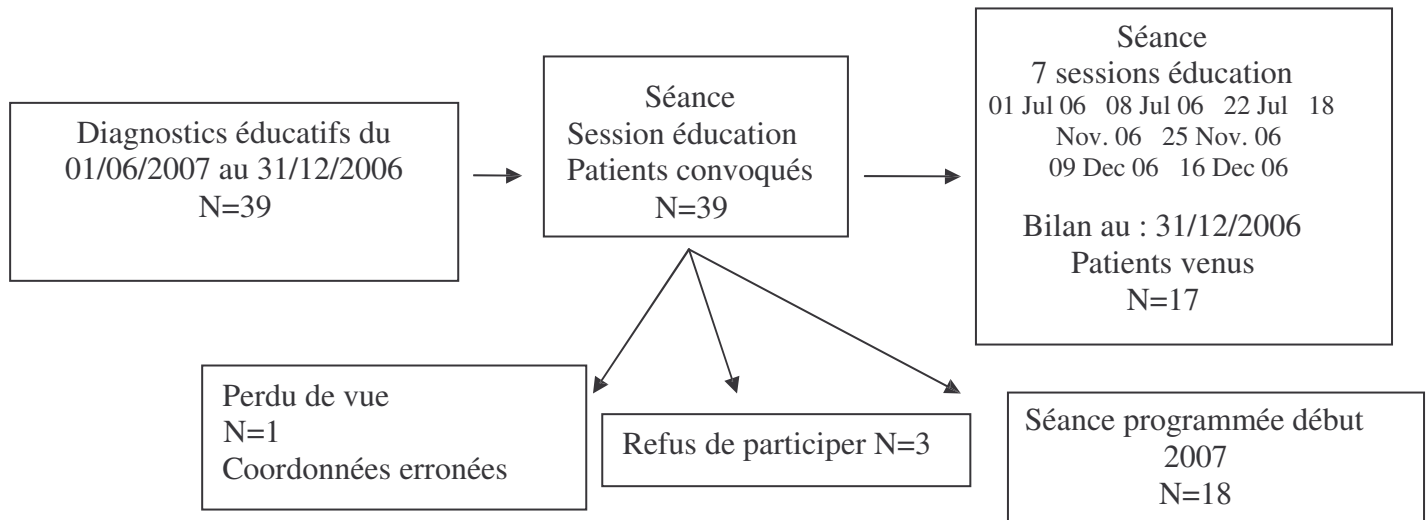 Diagnostics éducatifs du
01/06/2007 au 31/12/2006
N=39
Séance
Session éducation
Patients convoqués
N=39
Séance
7 sessions éducation
01 Jul 06 08 Jul 06 22 Jul 18
Nov. 06 25 Nov. 06
09 Dec 06 16 Dec 06
Bilan au : 31/12/2006
Patients venus
N=17
Perdu de vue
N=1
Coordonnées erronées
Refus de participer N=3
Séance programmée début
2007
N=18